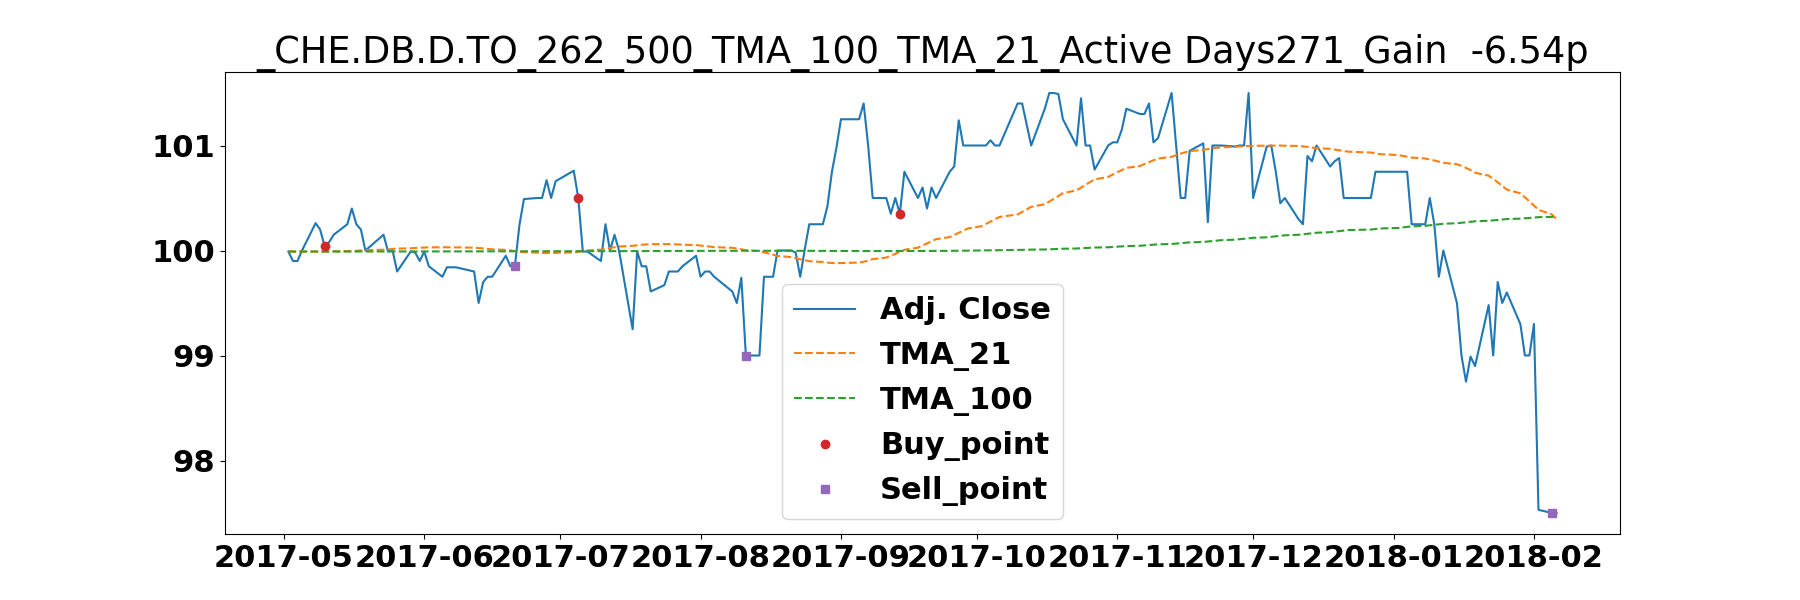 _CHE.DB.D.TO_262_500_TMA_100_TMA_21_Active Days271_Gain  -6.54p
101
100
99
98
Adj. Close
TMA_21
TMA_100
Buy_point
Sell_point
2017-05 2017-06 2017-07 2017-08 2017-09 2017-10 2017-11 2017-12 2018-01 2018-02